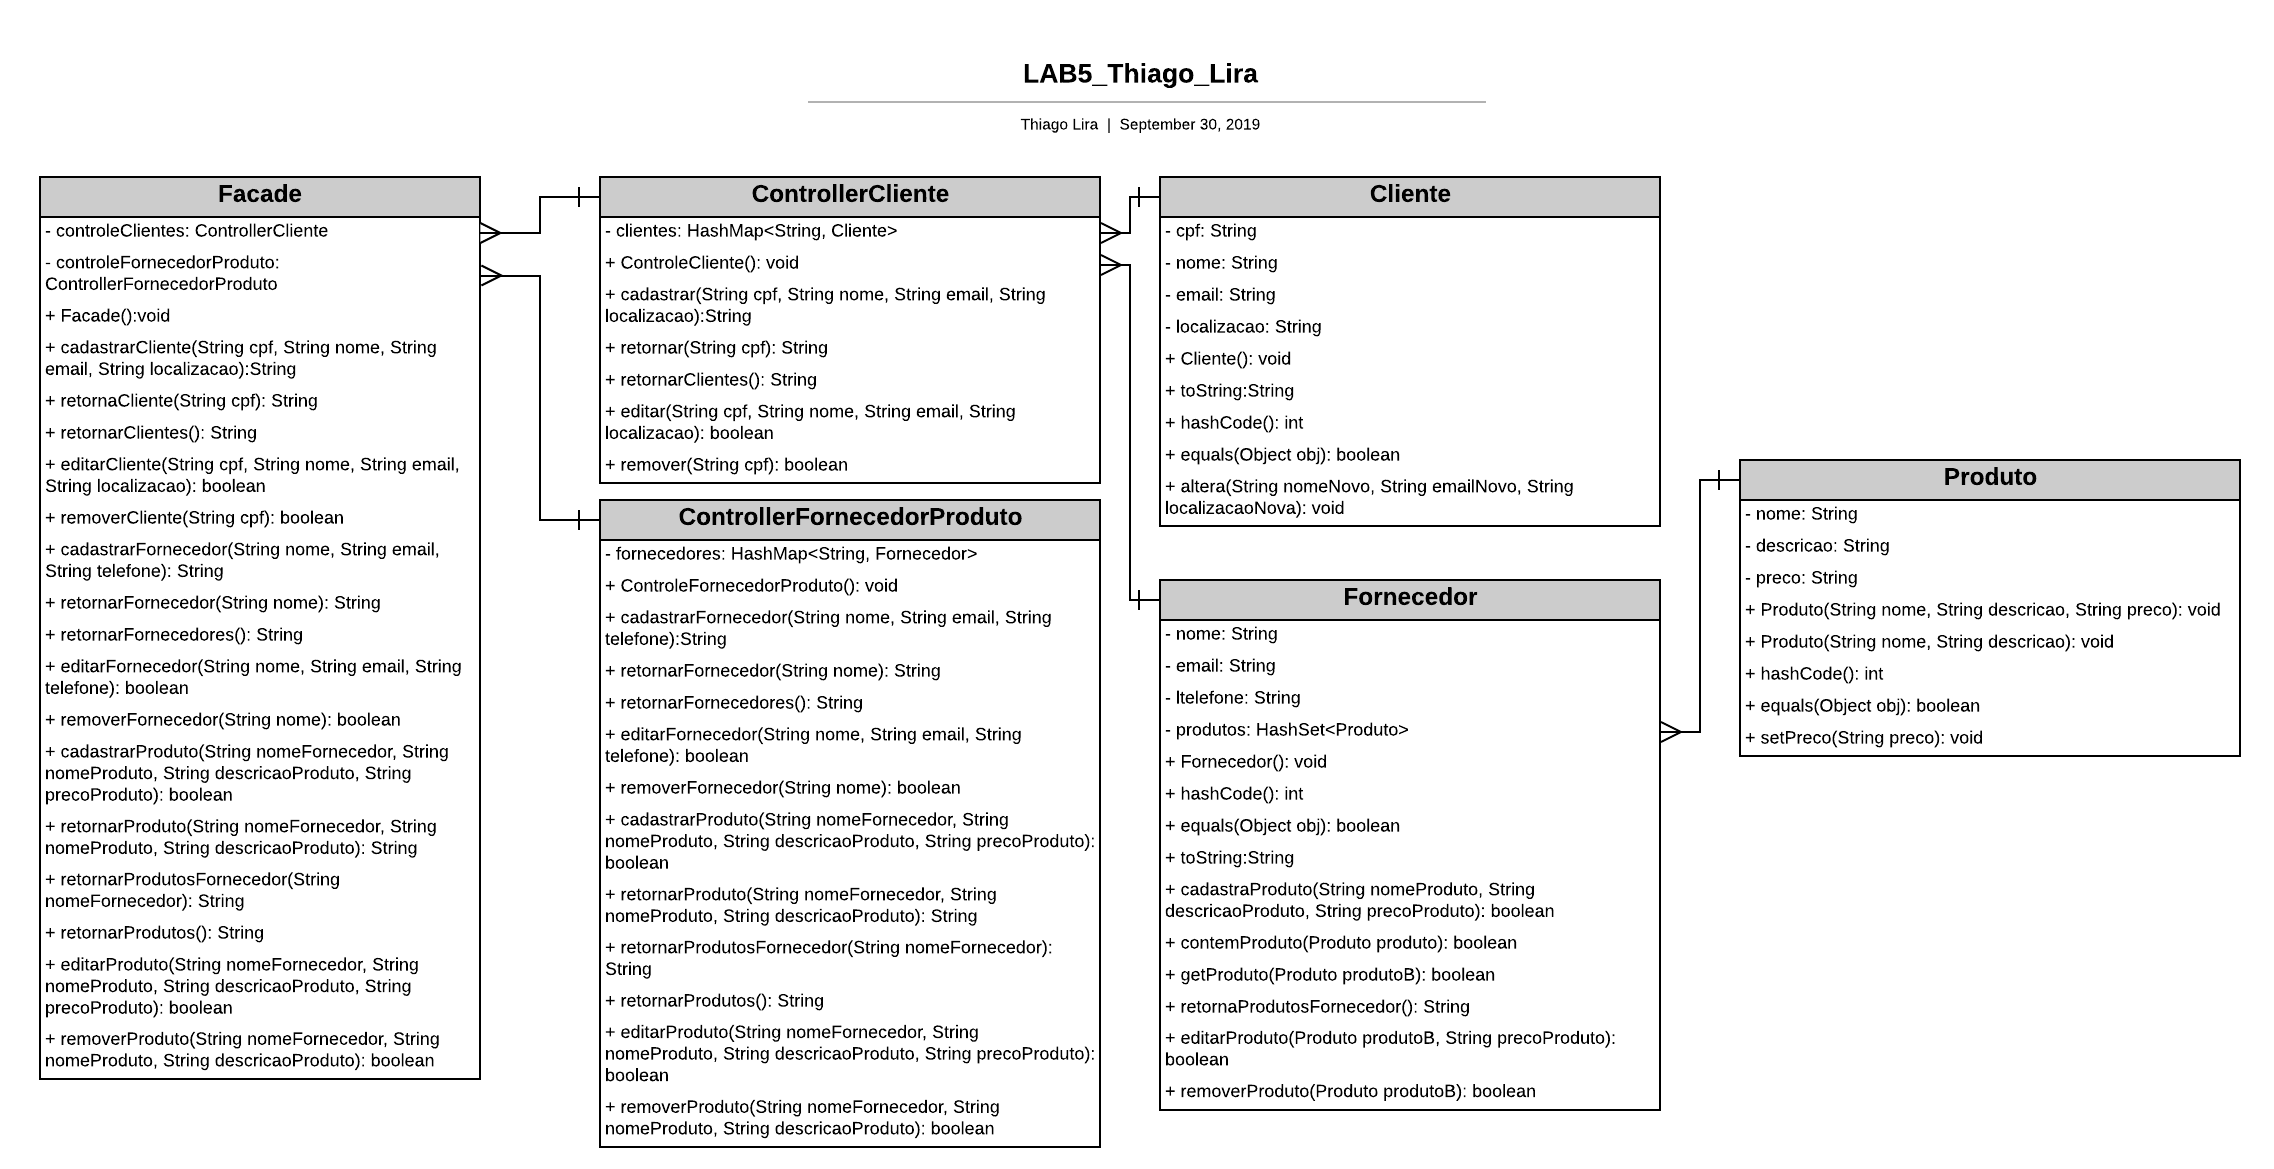 LAB5_Thiago_Lira
Thiago Lira | September 30, 2019
Facade
- controleClientes: ControllerCliente
- controleFornecedorProduto:
ControllerFornecedorProduto
+ Facade():void
+ cadastrarCliente(String cpf, String nome, String
email, String localizacao):String
+ retornaCliente(String cpf): String
+ retornarClientes(): String
+ editarCliente(String cpf, String nome, String email,
String localizacao): boolean
+ removerCliente(String cpf): boolean
+ cadastrarFornecedor(String nome, String email,
String telefone): String
+ retornarFornecedor(String nome): String
+ retornarFornecedores(): String
+ editarFornecedor(String nome, String email, String
telefone): boolean
+ removerFornecedor(String nome): boolean
+ cadastrarProduto(String nomeFornecedor, String
nomeProduto, String descricaoProduto, String
precoProduto): boolean
+ retornarProduto(String nomeFornecedor, String
nomeProduto, String descricaoProduto): String
+ retornarProdutosFornecedor(String
nomeFornecedor): String
+ retornarProdutos(): String
+ editarProduto(String nomeFornecedor, String
nomeProduto, String descricaoProduto, String
precoProduto): boolean
+ removerProduto(String nomeFornecedor, String
nomeProduto, String descricaoProduto): boolean
ControllerCliente
- clientes: HashMap<String, Cliente>
+ ControleCliente(): void
+ cadastrar(String cpf, String nome, String email, String
localizacao):String
+ retornar(String cpf): String
+ retornarClientes(): String
+ editar(String cpf, String nome, String email, String
localizacao): boolean
+ remover(String cpf): boolean
ControllerFornecedorProduto
- fornecedores: HashMap<String, Fornecedor>
+ ControleFornecedorProduto(): void
+ cadastrarFornecedor(String nome, String email, String
telefone):String
+ retornarFornecedor(String nome): String
+ retornarFornecedores(): String
+ editarFornecedor(String nome, String email, String
telefone): boolean
+ removerFornecedor(String nome): boolean
+ cadastrarProduto(String nomeFornecedor, String
nomeProduto, String descricaoProduto, String precoProduto):
boolean
+ retornarProduto(String nomeFornecedor, String
nomeProduto, String descricaoProduto): String
+ retornarProdutosFornecedor(String nomeFornecedor):
String
+ retornarProdutos(): String
+ editarProduto(String nomeFornecedor, String
nomeProduto, String descricaoProduto, String precoProduto):
boolean
+ removerProduto(String nomeFornecedor, String
nomeProduto, String descricaoProduto): boolean
Cliente
- cpf: String
- nome: String
- email: String
- localizacao: String
+ Cliente(): void
+ toString:String
+ hashCode(): int
+ equals(Object obj): boolean
+ altera(String nomeNovo, String emailNovo, String
localizacaoNova): void
Fornecedor
- nome: String
- email: String
- ltelefone: String
- produtos: HashSet<Produto>
+ Fornecedor(): void
+ hashCode(): int
+ equals(Object obj): boolean
+ toString:String
+ cadastraProduto(String nomeProduto, String
descricaoProduto, String precoProduto): boolean
+ contemProduto(Produto produto): boolean
+ getProduto(Produto produtoB): boolean
+ retornaProdutosFornecedor(): String
+ editarProduto(Produto produtoB, String precoProduto):
boolean
+ removerProduto(Produto produtoB): boolean
Produto
- nome: String
- descricao: String
- preco: String
+ Produto(String nome, String descricao, String preco): void
+ Produto(String nome, String descricao): void
+ hashCode(): int
+ equals(Object obj): boolean
+ setPreco(String preco): void